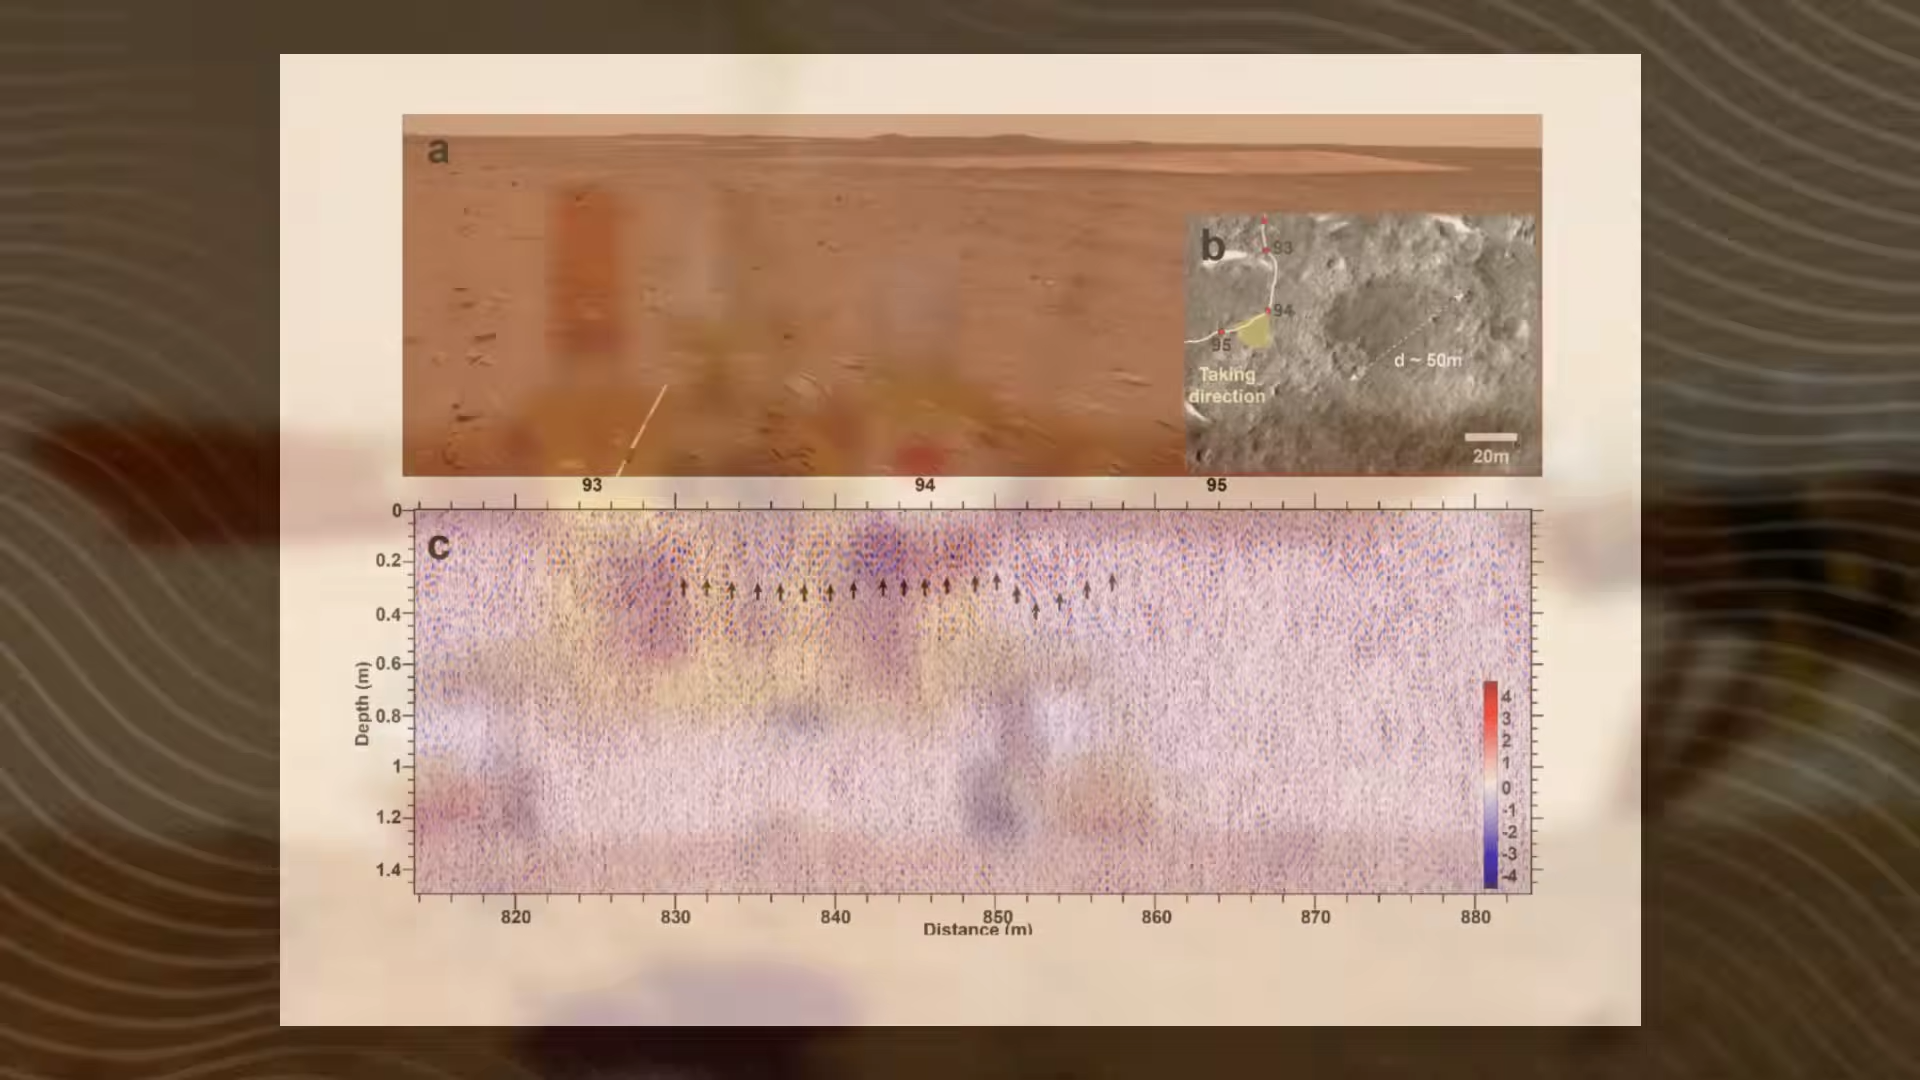 a
b
93
94
95
d ~ 50m
Taking
direction
20m
93 94 95
c
0
0.2
0.4
0.6
0.8
1
1.2
1.4
Depth (m)
4
3
2
1
0
-1
-2
-3
-4
820 830 840 850 860 870 880
Distance (m)